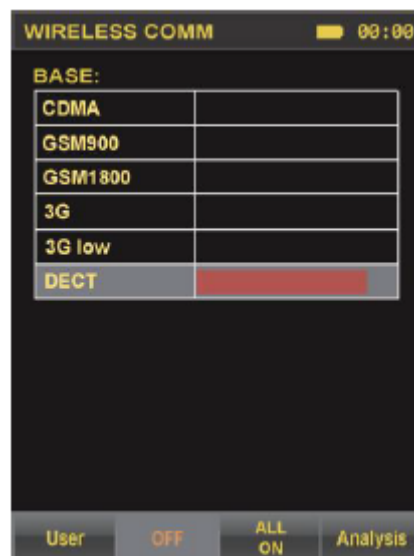 WIRELESS COMM 00:00
BASE:
CDMA
GSM900
GSM1800
3G
3G low
DECT
User OFF ALL ON Analysis